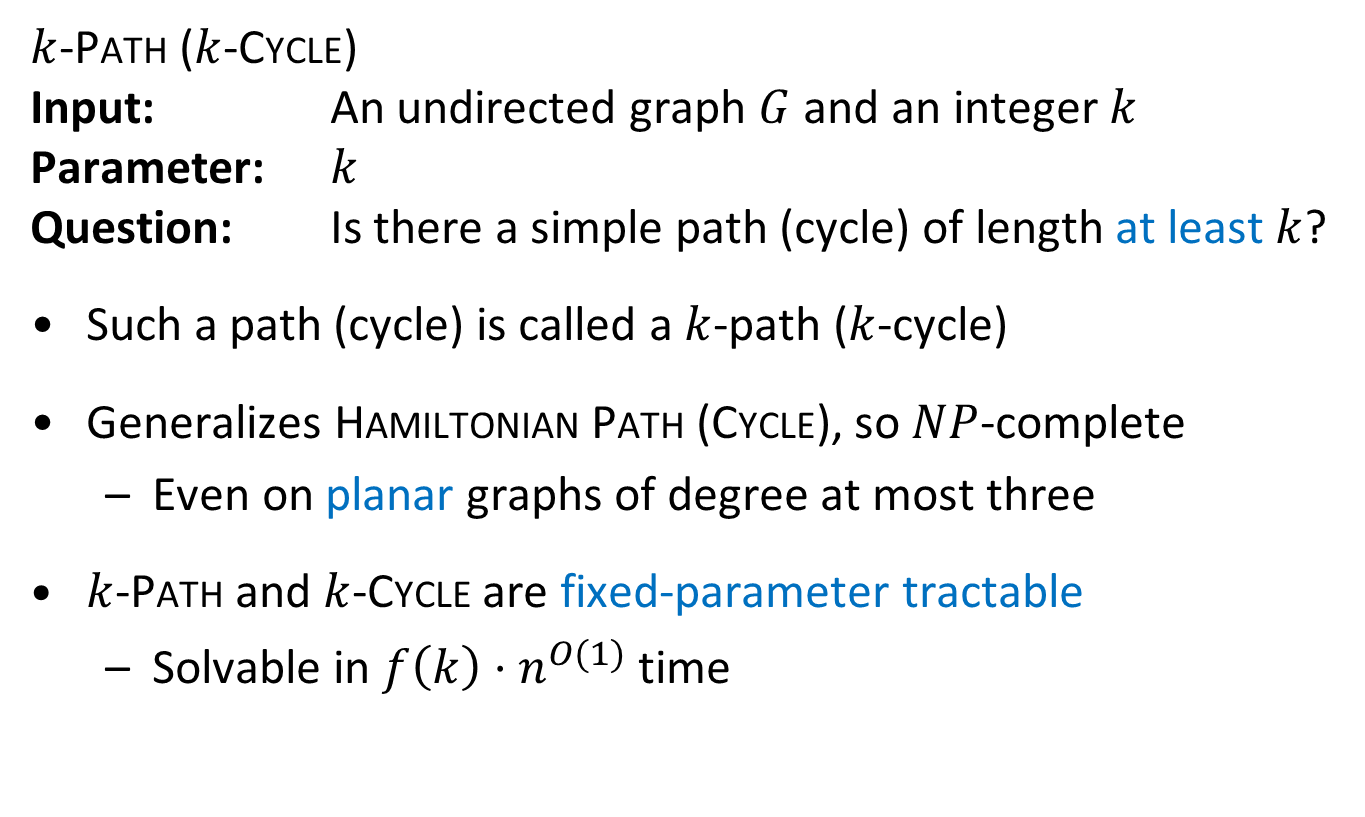 k-PATH (k-CYCLE)
Input: An undirected graph G and an integer k
Parameter: k
Question: Is there a simple path (cycle) of length at least k?
• Such a path (cycle) is called a k-path (k-cycle)
• Generalizes HAMILTONIAN PATH (CYCLE), so NP-complete
– Even on planar graphs of degree at most three
• k-PATH and k-CYCLE are fixed-parameter tractable
– Solvable in f(k) · n^{O(1)} time